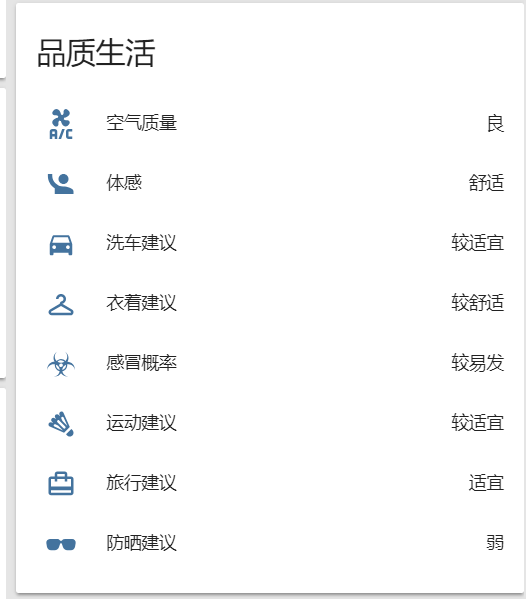 品质生活
A/C
空气质量 良
体感 舒适
洗车建议 较适宜
衣着建议 较舒适
感冒概率 较易发
运动建议 较适宜
旅行建议 适宜
防晒建议 弱